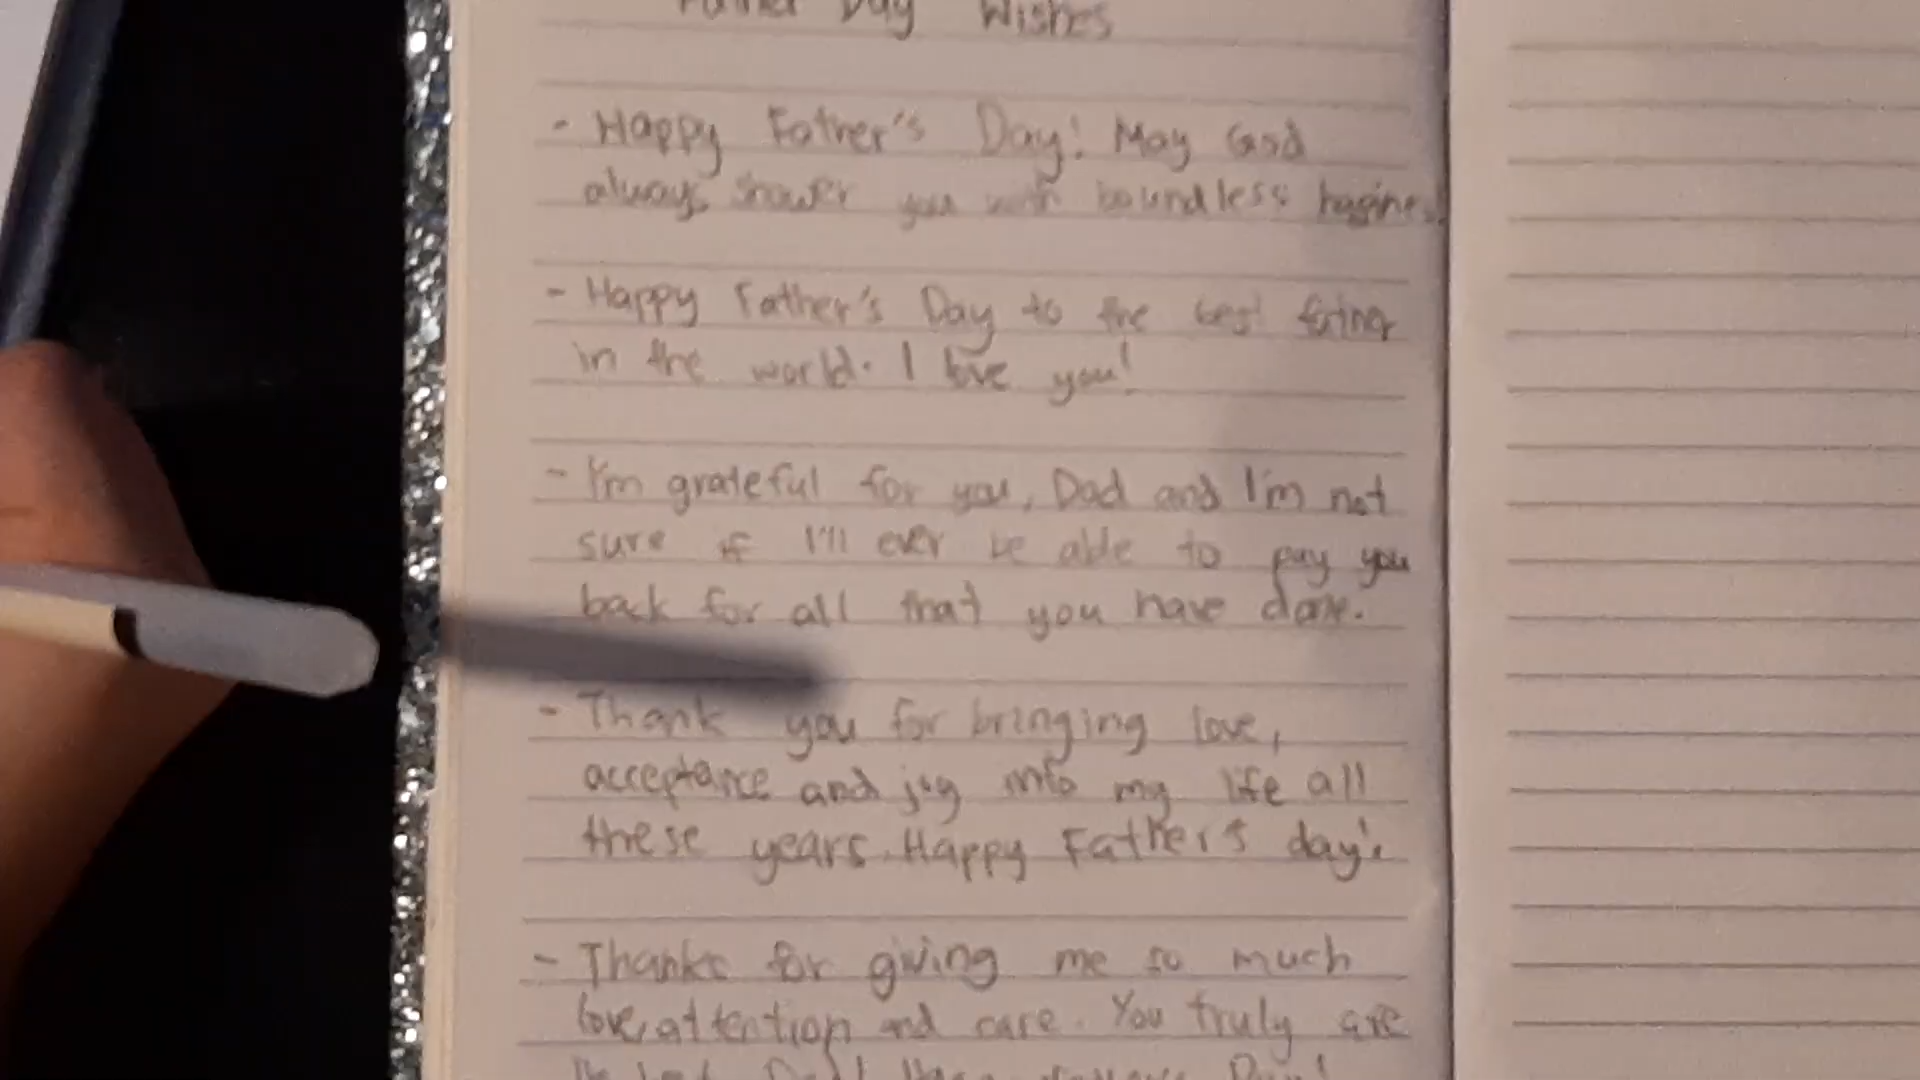 Father Day Wishes
- Happy Father's Day! May God
always shower you with boundless
- Happy Father's Day to the best father
in the world. I love you!
- I'm grateful for you, Dad and I'm not
sure if I'll ever be able to pay you
back for all that you have done.
- Thank you for bringing love,
acceptance and joy into my life all
these years. Happy Father's day!
- Thanks for giving me so much
love, attention and care. You truly are